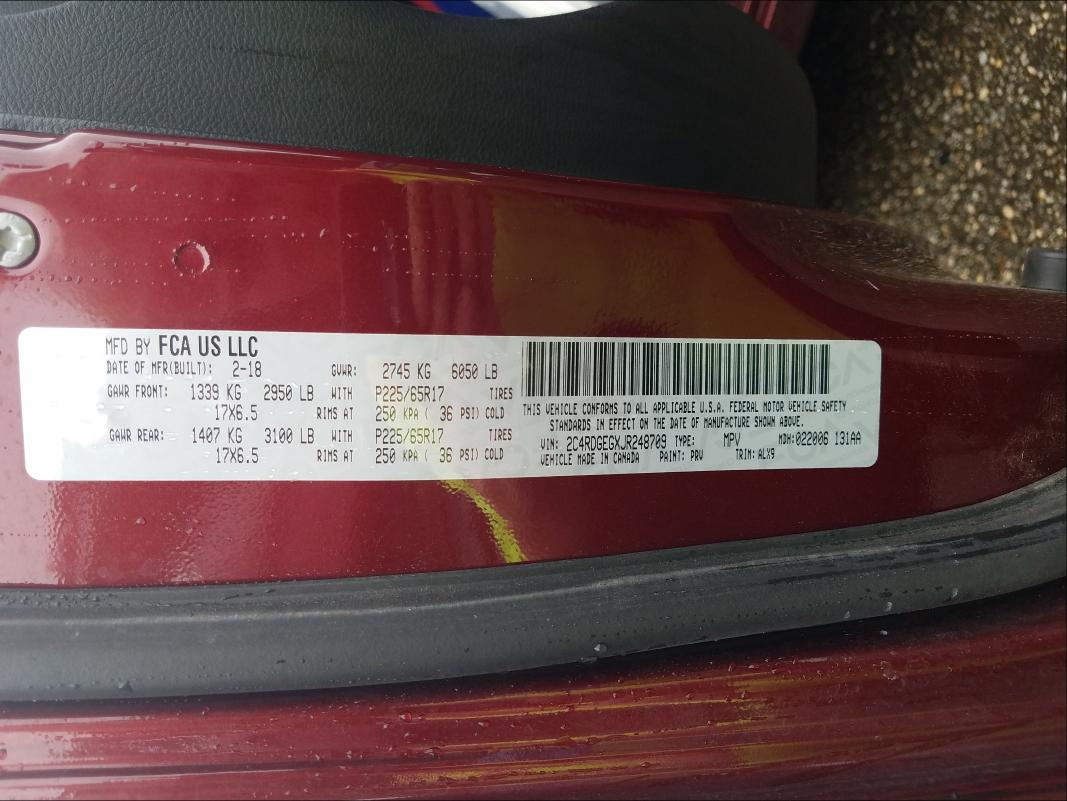 MFD BY FCA US LLC
DATE OF MFR(BUILT): 2-18 GVWR: 2745 KG 6050 LB
GAWR FRONT: 1339 KG 2950 LB WITH P225/65R17 TIRES
17X6.5 RIMS AT 250 KPA ( 36 PSI) COLD
GAWR REAR: 1407 KG 3100 LB WITH P225/65R17 TIRES
17X6.5 RIMS AT 250 KPA ( 36 PSI) COLD
THIS VEHICLE CONFORMS TO ALL APPLICABLE U.S.A. FEDERAL MOTOR VEHICLE SAFETY
STANDARDS IN EFFECT ON THE DATE OF MANUFACTURE SHOWN ABOVE.
VIN: 2C4RDGEGXJR248709 TYPE: MPV MDH:022006 131AA
VEHICLE MADE IN CANADA PAINT: PRV TRIM: ALX9